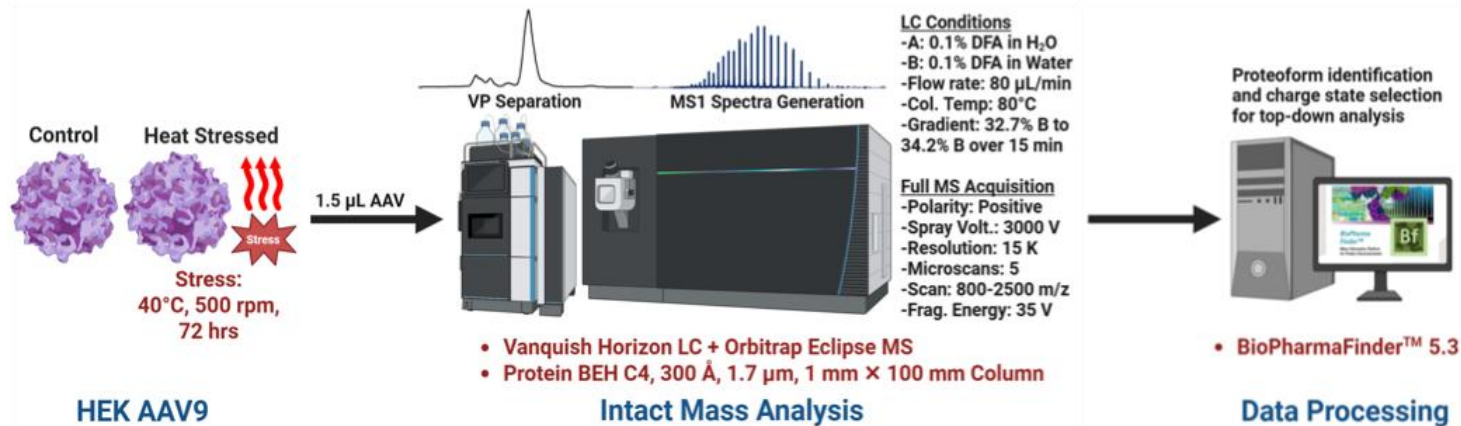 Control
Heat Stressed
Stress
Stress:
40°C, 500 rpm,
72 hrs
HEK AAV9
1.5 µL AAV
VP Separation
MS1 Spectra Generation
LC Conditions
-A: 0.1% DFA in H₂O
-B: 0.1% DFA in Water
-Flow rate: 80 µL/min
-Col. Temp: 80°C
-Gradient: 32.7% B to
34.2% B over 15 min
Full MS Acquisition
-Polarity: Positive
-Spray Volt.: 3000 V
-Resolution: 15 K
-Microscans: 5
-Scan: 800-2500 m/z
-Frag. Energy: 35 V
• Vanquish Horizon LC + Orbitrap Eclipse MS
• Protein BEH C4, 300 Å, 1.7 µm, 1 mm × 100 mm Column
Intact Mass Analysis
Proteoform identification
and charge state selection
for top-down analysis
BioPharma
Finder™
Bf
• BioPharmaFinder™ 5.3
Data Processing